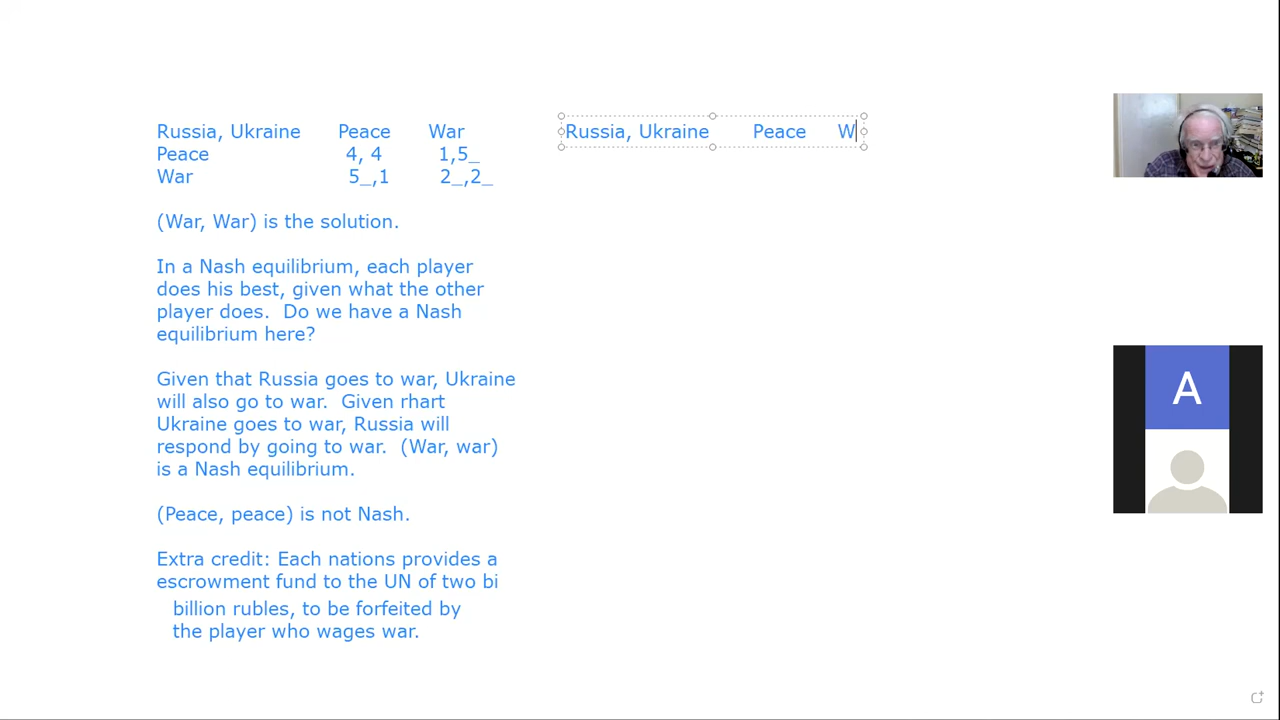 Russia, Ukraine Peace War
Peace 4, 4 1,5_
War 5_,1 2_,2_
(War, War) is the solution.
In a Nash equilibrium, each player
does his best, given what the other
player does. Do we have a Nash
equilibrium here?
Given that Russia goes to war, Ukraine
will also go to war. Given rhart
Ukraine goes to war, Russia will
respond by going to war. (War, war)
is a Nash equilibrium.
(Peace, peace) is not Nash.
Extra credit: Each nations provides a
escrowment fund to the UN of two bi
billion rubles, to be forfeited by
the player who wages war.
Russia, Ukraine Peace W
A